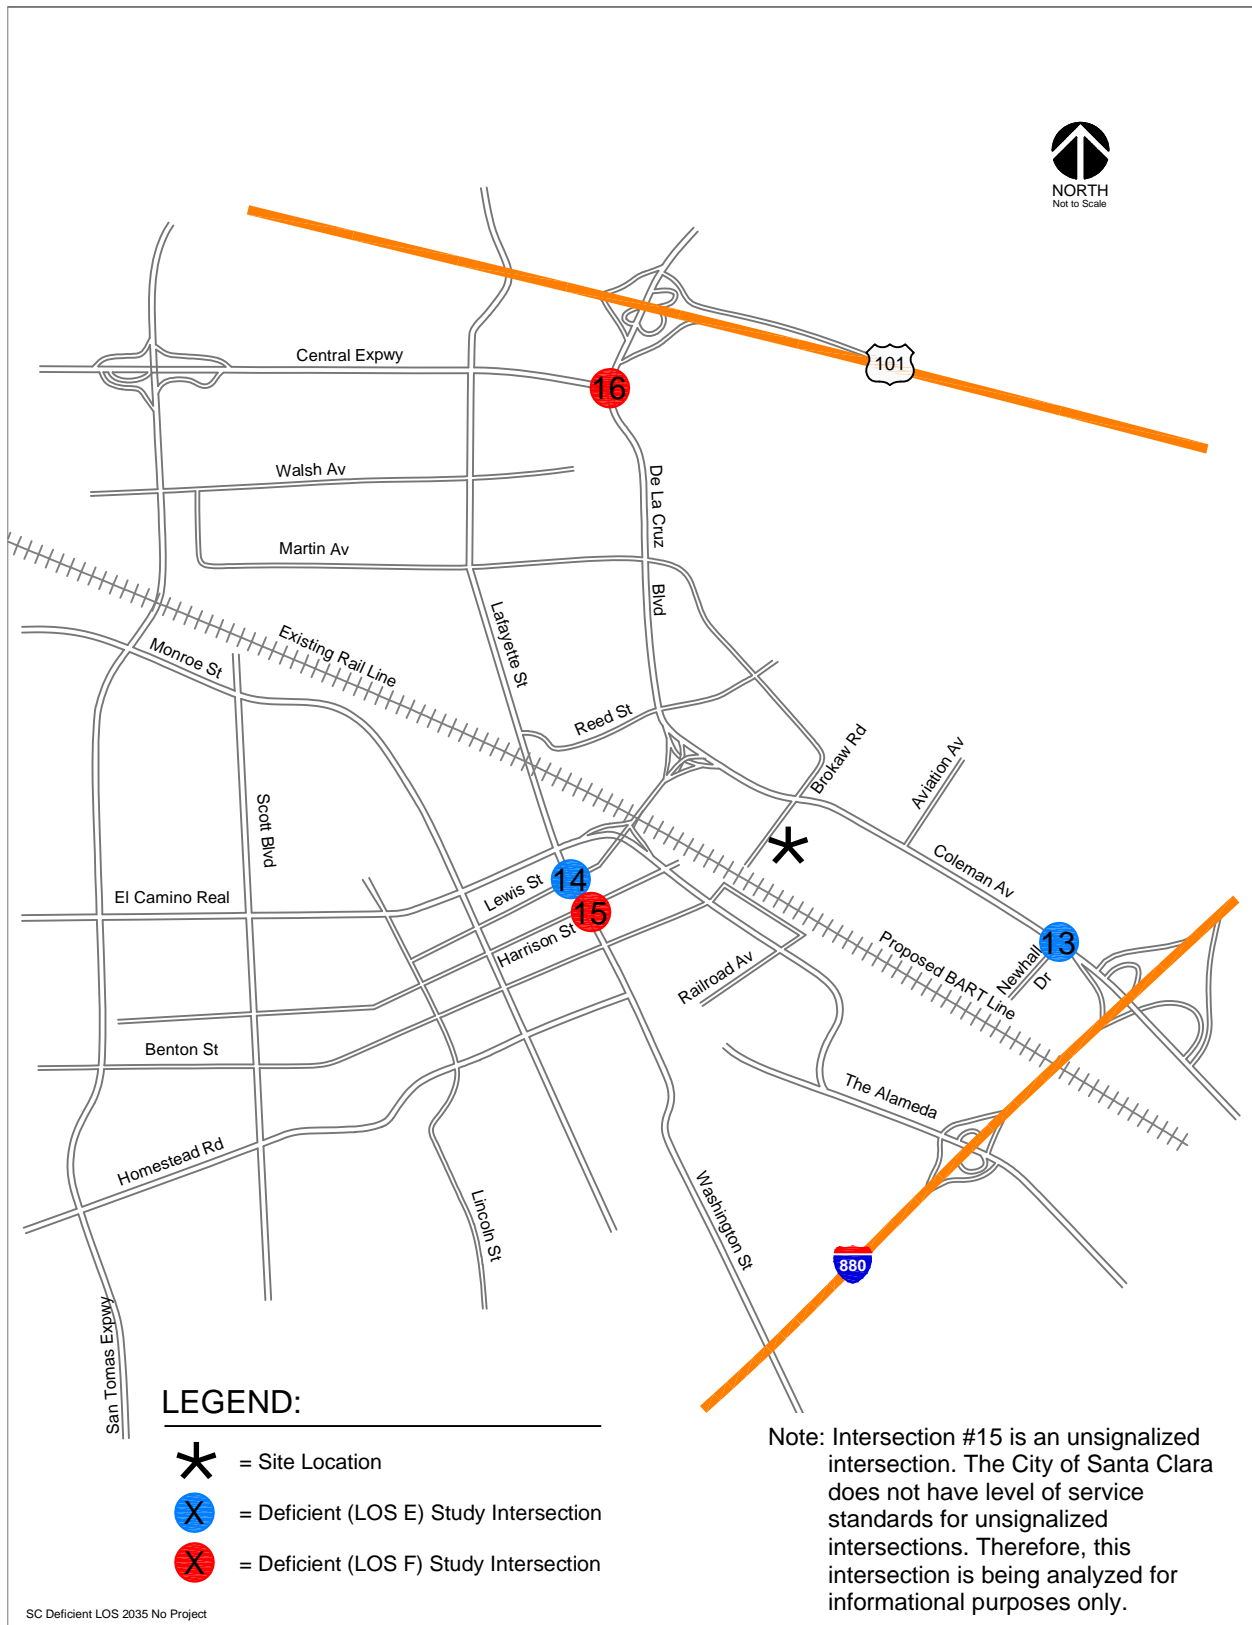 NORTH
Not to Scale
101
Central Expwy
16
Walsh Av
De La Cruz
Blvd
Martin Av
Lafayette St
Existing Rail Line
Monroe St
Reed St
Brokaw Rd
Aviation Av
Scott Blvd
Coleman Av
El Camino Real
Lewis St
14
15
Harrison St
13
Newhall
Dr
Railroad Av
Proposed BART Line
Benton St
The Alameda
Homestead Rd
Lincoln St
Washington St
880
San Tomas Expwy
LEGEND:
= Site Location
X = Deficient (LOS E) Study Intersection
X = Deficient (LOS F) Study Intersection
Note: Intersection #15 is an unsignalized
intersection. The City of Santa Clara
does not have level of service
standards for unsignalized
intersections. Therefore, this
intersection is being analyzed for
informational purposes only.
SC Deficient LOS 2035 No Project